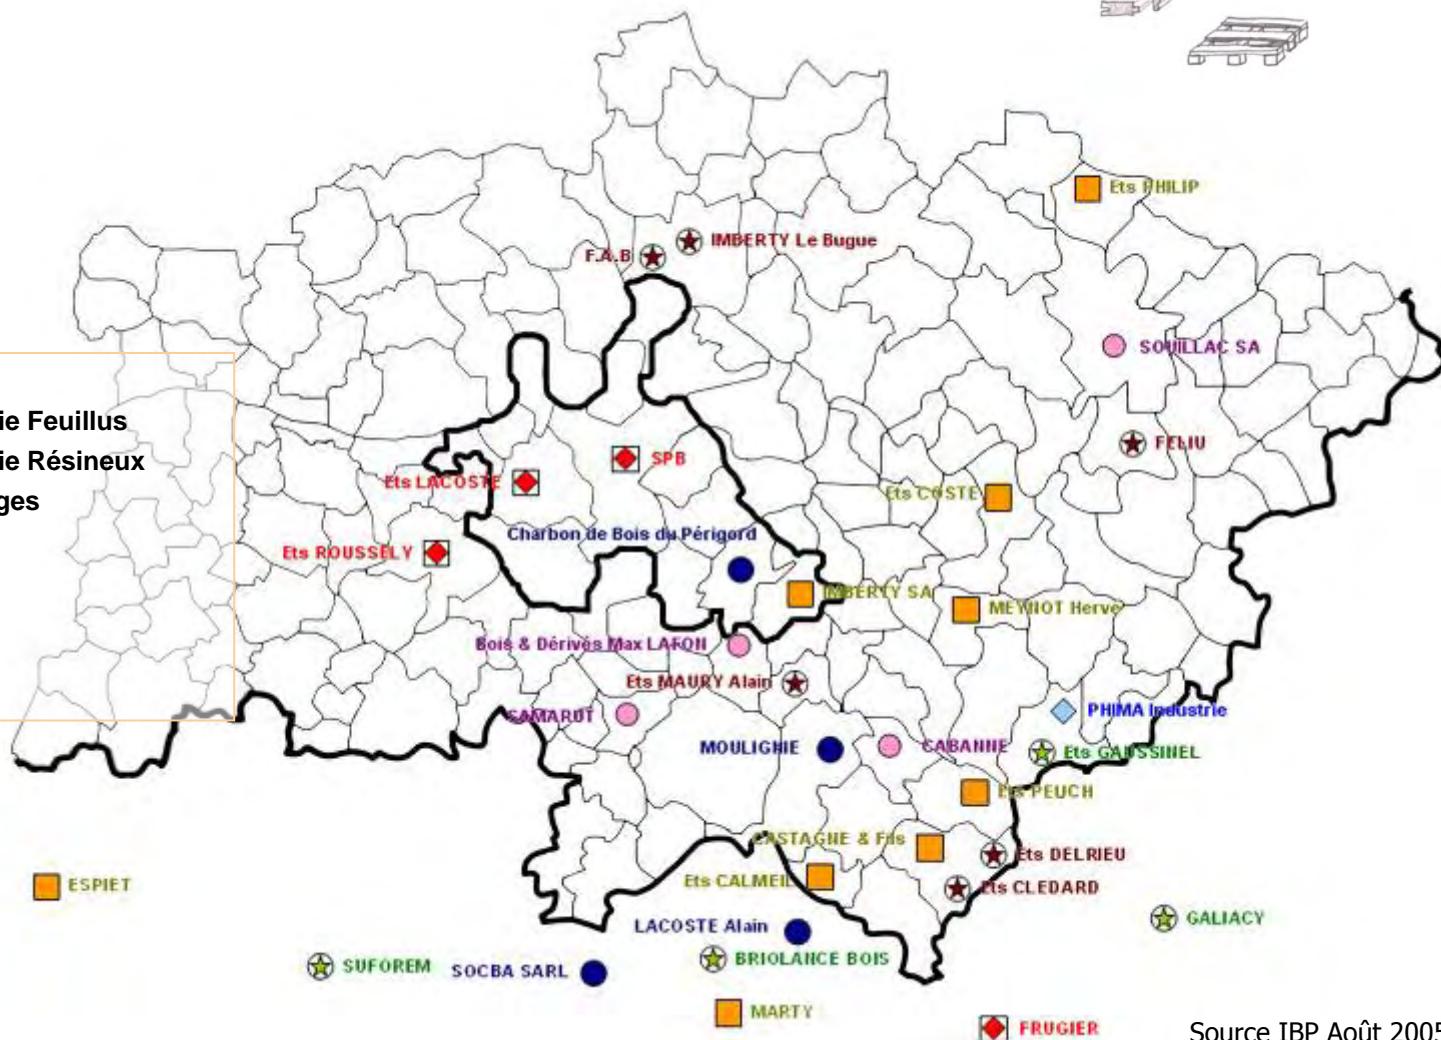 Ets PHILIP
IMBERTY Le Bugue
F.A.B
SOUILLAC SA
ie Feuillus
ie Résineux
ges
FELIU
SPB
Ets LACOSTE
Ets COSTE
Charbon de Bois du Périgord
Ets ROUSSELY
IMBERTY SA
MEYNOT Hervé
Bois & Dérivés Max LAFON
Ets MAURY Alain
SAMARUT
PHIMA Industrie
MOULIGNIE
CABANNE
Ets GAUSSINEL
Ets PEUCH
CASTAGNE & Fils
Ets DELRIEU
Ets CALMEIL
Ets CLEDARD
ESPIET
GALIACY
LACOSTE Alain
BRIOLANCE BOIS
SUFOREM
SOCBA SARL
MARTY
FRUGIER
Source IBP Août 2005